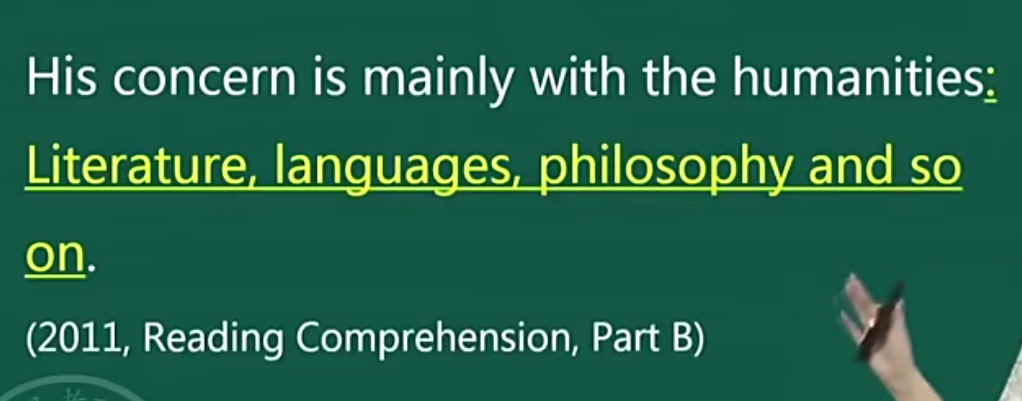 His concern is mainly with the humanities:
Literature, languages, philosophy and so
on.
(2011, Reading Comprehension, Part B)